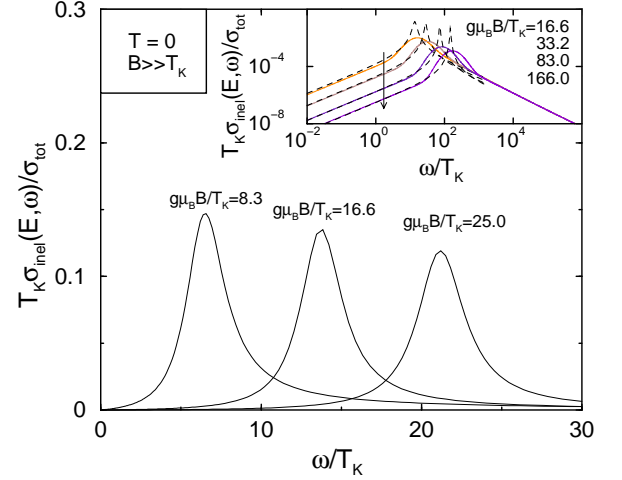 T = 0
B>>T_K
gμ_BB/T_K=16.6
33.2
83.0
166.0
T_Kσ_inel(E,ω)/σ_tot
10^−4
10^−8
10^−2
10^0
10^2
10^4
ω/T_K
T_Kσ_inel(E,ω)/σ_tot
0.3
0.2
0.1
0
gμ_BB/T_K=8.3
gμ_BB/T_K=16.6
gμ_BB/T_K=25.0
0
10
20
30
ω/T_K